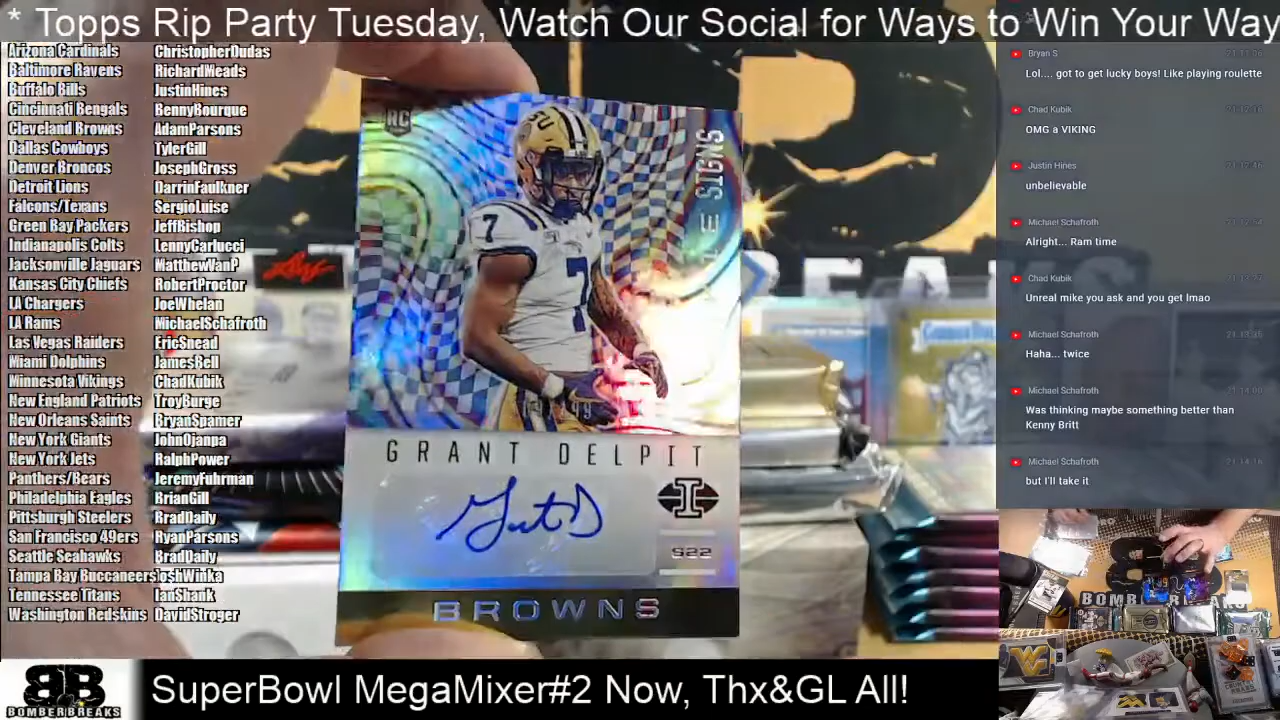 * Topps Rip Party Tuesday, Watch Our Social for Ways to Win Your Way
Arizona Cardinals ChristopherDudas
Baltimore Ravens RichardMeads
Buffalo Bills JustinHines
Cincinnati Bengals BennyBourque
Cleveland Browns AdamParsons
Dallas Cowboys TylerGill
Denver Broncos JosephGross
Detroit Lions DarrinFaulkner
Falcons/Texans SergioLuise
Green Bay Packers JeffBishop
Indianapolis Colts LennyCarlucci
Jacksonville Jaguars MatthewVanP
Kansas City Chiefs RobertProctor
LA Chargers JoeWhelan
LA Rams MichaelSchafroth
Las Vegas Raiders EricSnead
Miami Dolphins JamesBell
Minnesota Vikings ChadKubik
New England Patriots TroyBurge
New Orleans Saints BryanSpamer
New York Giants JohnOjanpa
New York Jets RalphPower
Panthers/Bears JeremyFuhrman
Philadelphia Eagles BrianGill
Pittsburgh Steelers BradDaily
San Francisco 49ers RyanParsons
Seattle Seahawks BradDaily
Tampa Bay Buccaneers JoshWinka
Tennessee Titans IanShank
Washington Redskins DavidStroger
RC
SIGNS
7
7
GRANT DELPIT
I
S22
BROWNS
Leaf
Bryan S
Lol.... got to get lucky boys! Like playing roulette
Chad Kubik
OMG a VIKING
Justin Hines
unbelievable
Michael Schafroth
Alright... Ram time
Chad Kubik
Unreal mike you ask and you get lmao
Michael Schafroth
Haha... twice
Michael Schafroth
Was thinking maybe something better than
Kenny Britt
Michael Schafroth
but I'll take it
BB
BOMBERBREAKS
SuperBowl MegaMixer#2 Now, Thx&GL All!